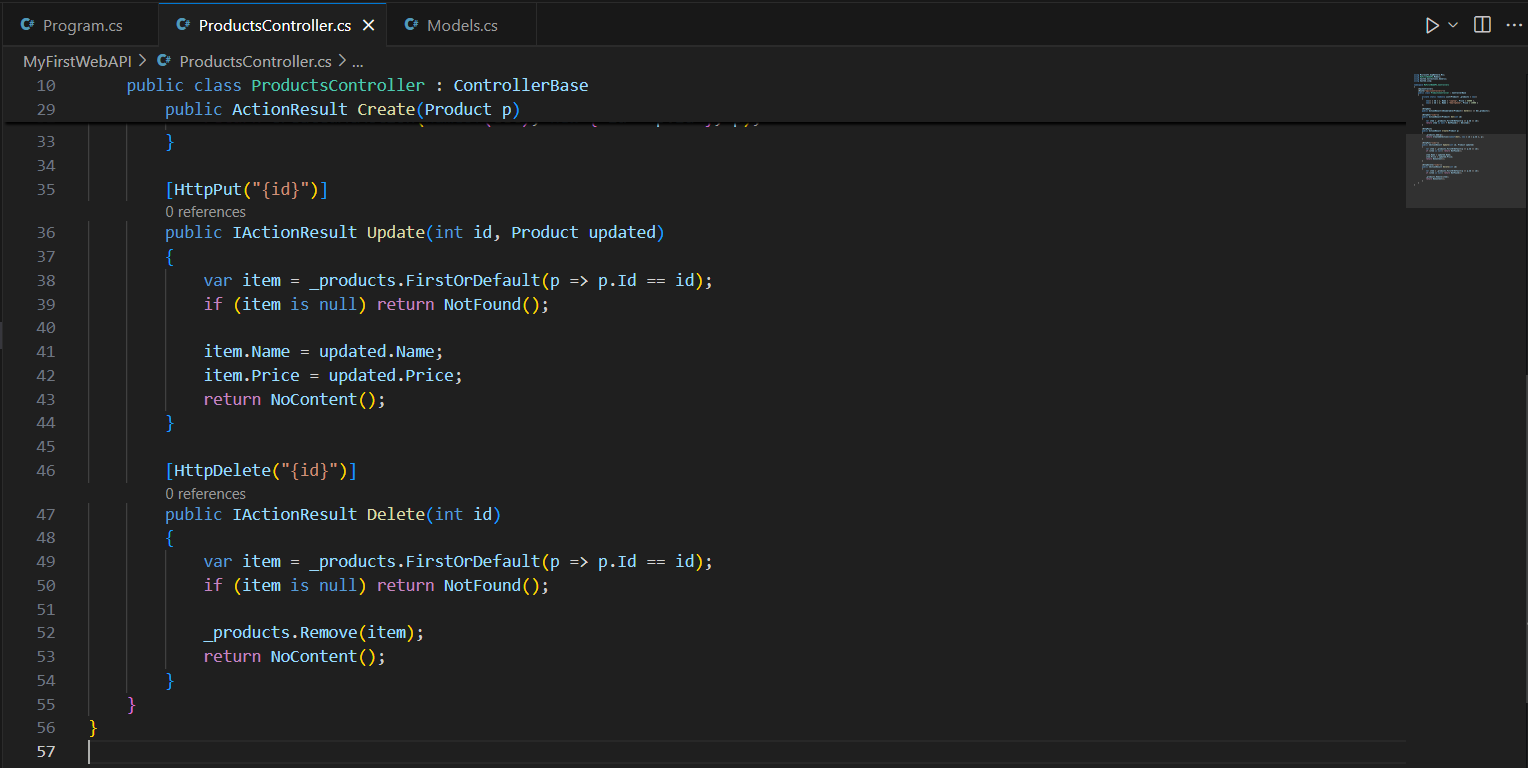 C# Program.cs C# ProductsController.cs × C# Models.cs
MyFirstWebAPI > C# ProductsController.cs > ...
10 public class ProductsController : ControllerBase
29 public ActionResult Create(Product p)
33 }
34
35 [HttpPut("{id}")]
0 references
36 public IActionResult Update(int id, Product updated)
37 {
38 var item = _products.FirstOrDefault(p => p.Id == id);
39 if (item is null) return NotFound();
40
41 item.Name = updated.Name;
42 item.Price = updated.Price;
43 return NoContent();
44 }
45
46 [HttpDelete("{id}")]
0 references
47 public IActionResult Delete(int id)
48 {
49 var item = _products.FirstOrDefault(p => p.Id == id);
50 if (item is null) return NotFound();
51
52 _products.Remove(item);
53 return NoContent();
54 }
55 }
56 }
57